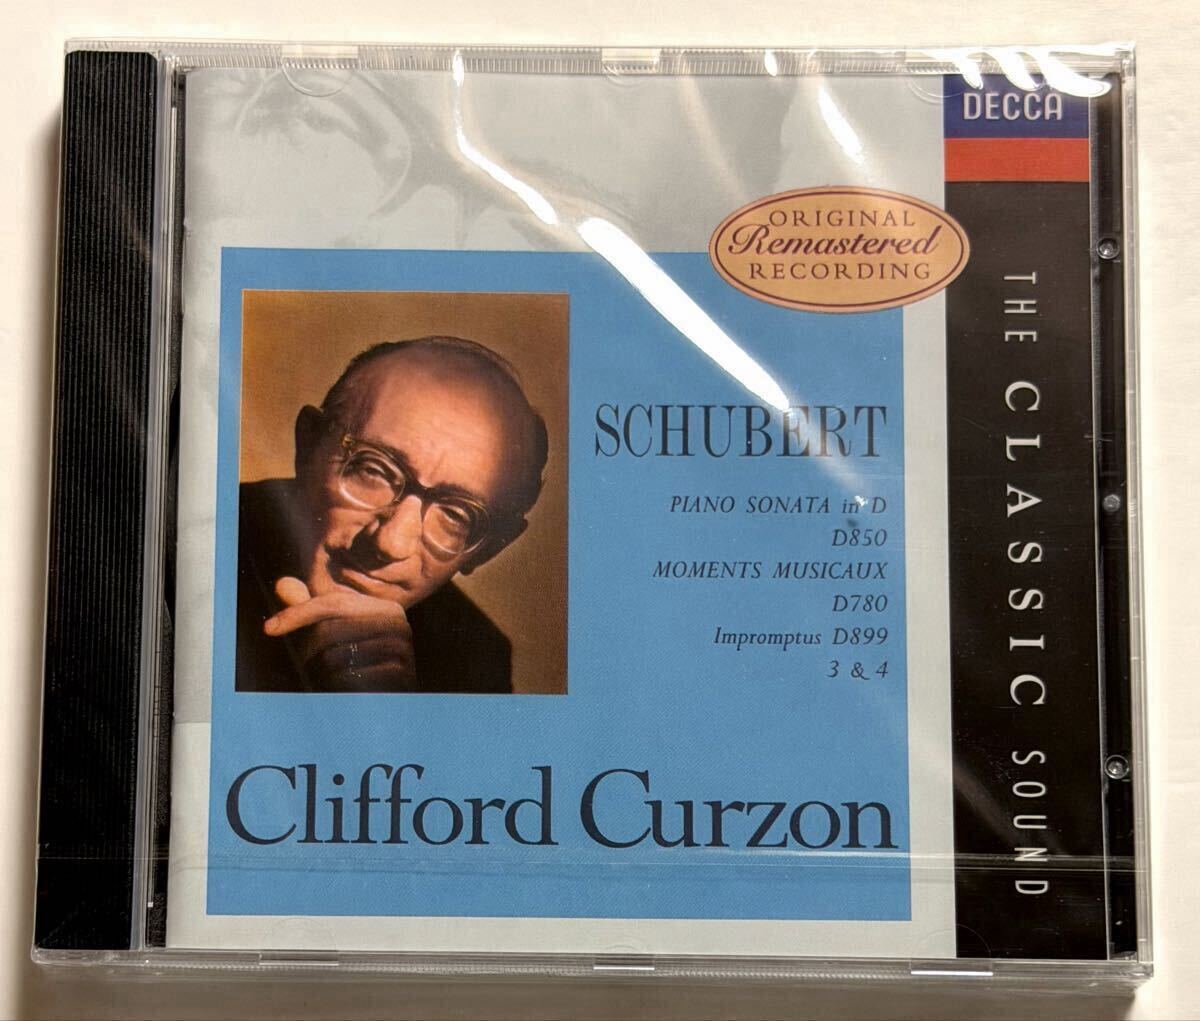 DECCA
ORIGINAL
Remastered
RECORDING
THE CLASSIC SOUND
SCHUBERT
PIANO SONATA in D
D850
MOMENTS MUSICAUX
D780
Impromptus D899
3 & 4
Clifford Curzon